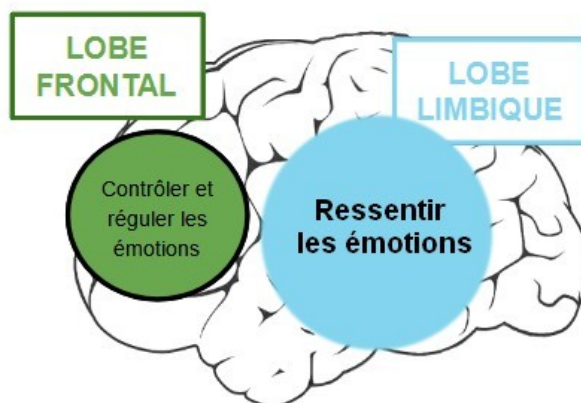 LOBE
FRONTAL
LOBE
LIMBIQUE
Contrôler et
réguler les
émotions
Ressentir
les émotions